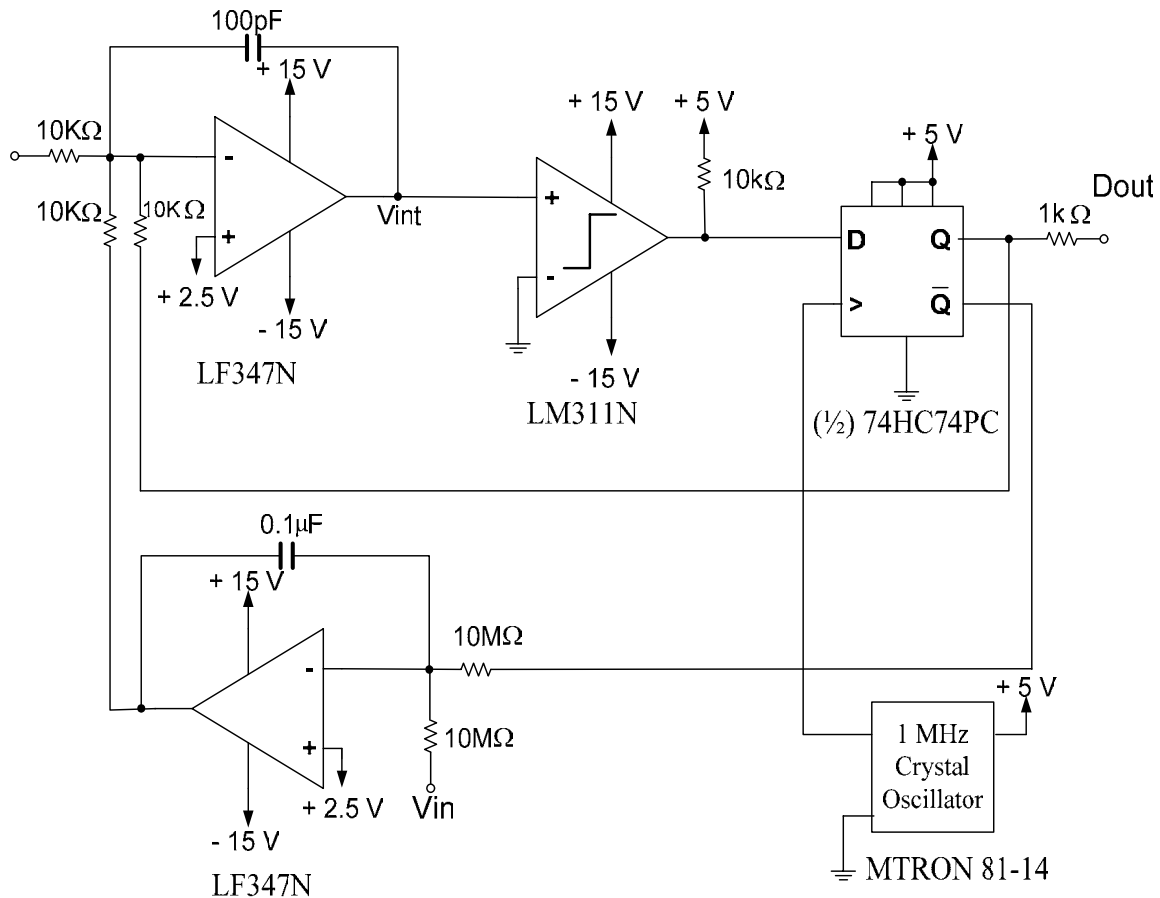 100pF
+ 15 V
10KΩ
-
+
+ 2.5 V
- 15 V
LF347N
Vint
10KΩ
10KΩ
+ 15 V
+
-
- 15 V
LM311N
+ 5 V
10kΩ
+ 5 V
D Q
> Q̅
(½) 74HC74PC
1kΩ
Dout
0.1µF
+ 15 V
-
+
+ 2.5 V
- 15 V
LF347N
10MΩ
10MΩ
Vin
+ 5 V
1 MHz
Crystal
Oscillator
MTRON 81-14